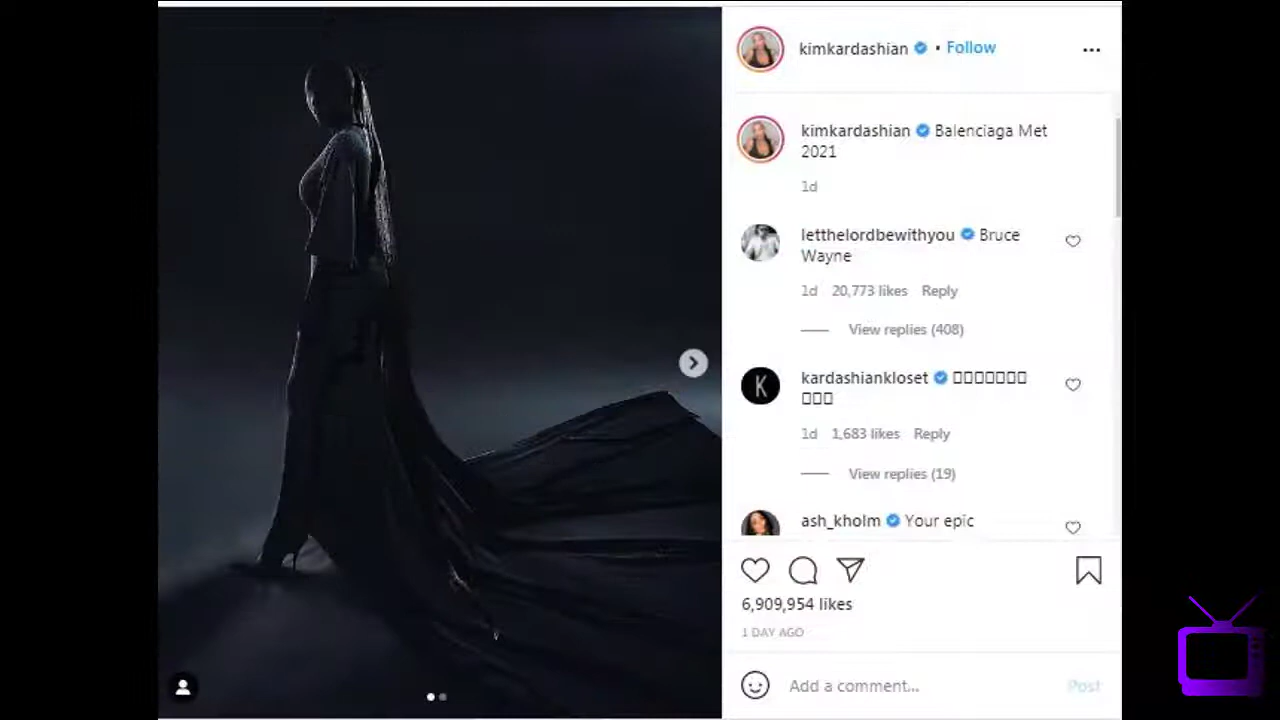 kimkardashian • Follow
kimkardashian Balenciaga Met
2021
1d
letthelordbewithyou Bruce
Wayne
1d 20,773 likes Reply
View replies (408)
K
kardashiankloset
1d 1,683 likes Reply
View replies (19)
ash_kholm Your epic
6,909,954 likes
1 DAY AGO
Add a comment... Post